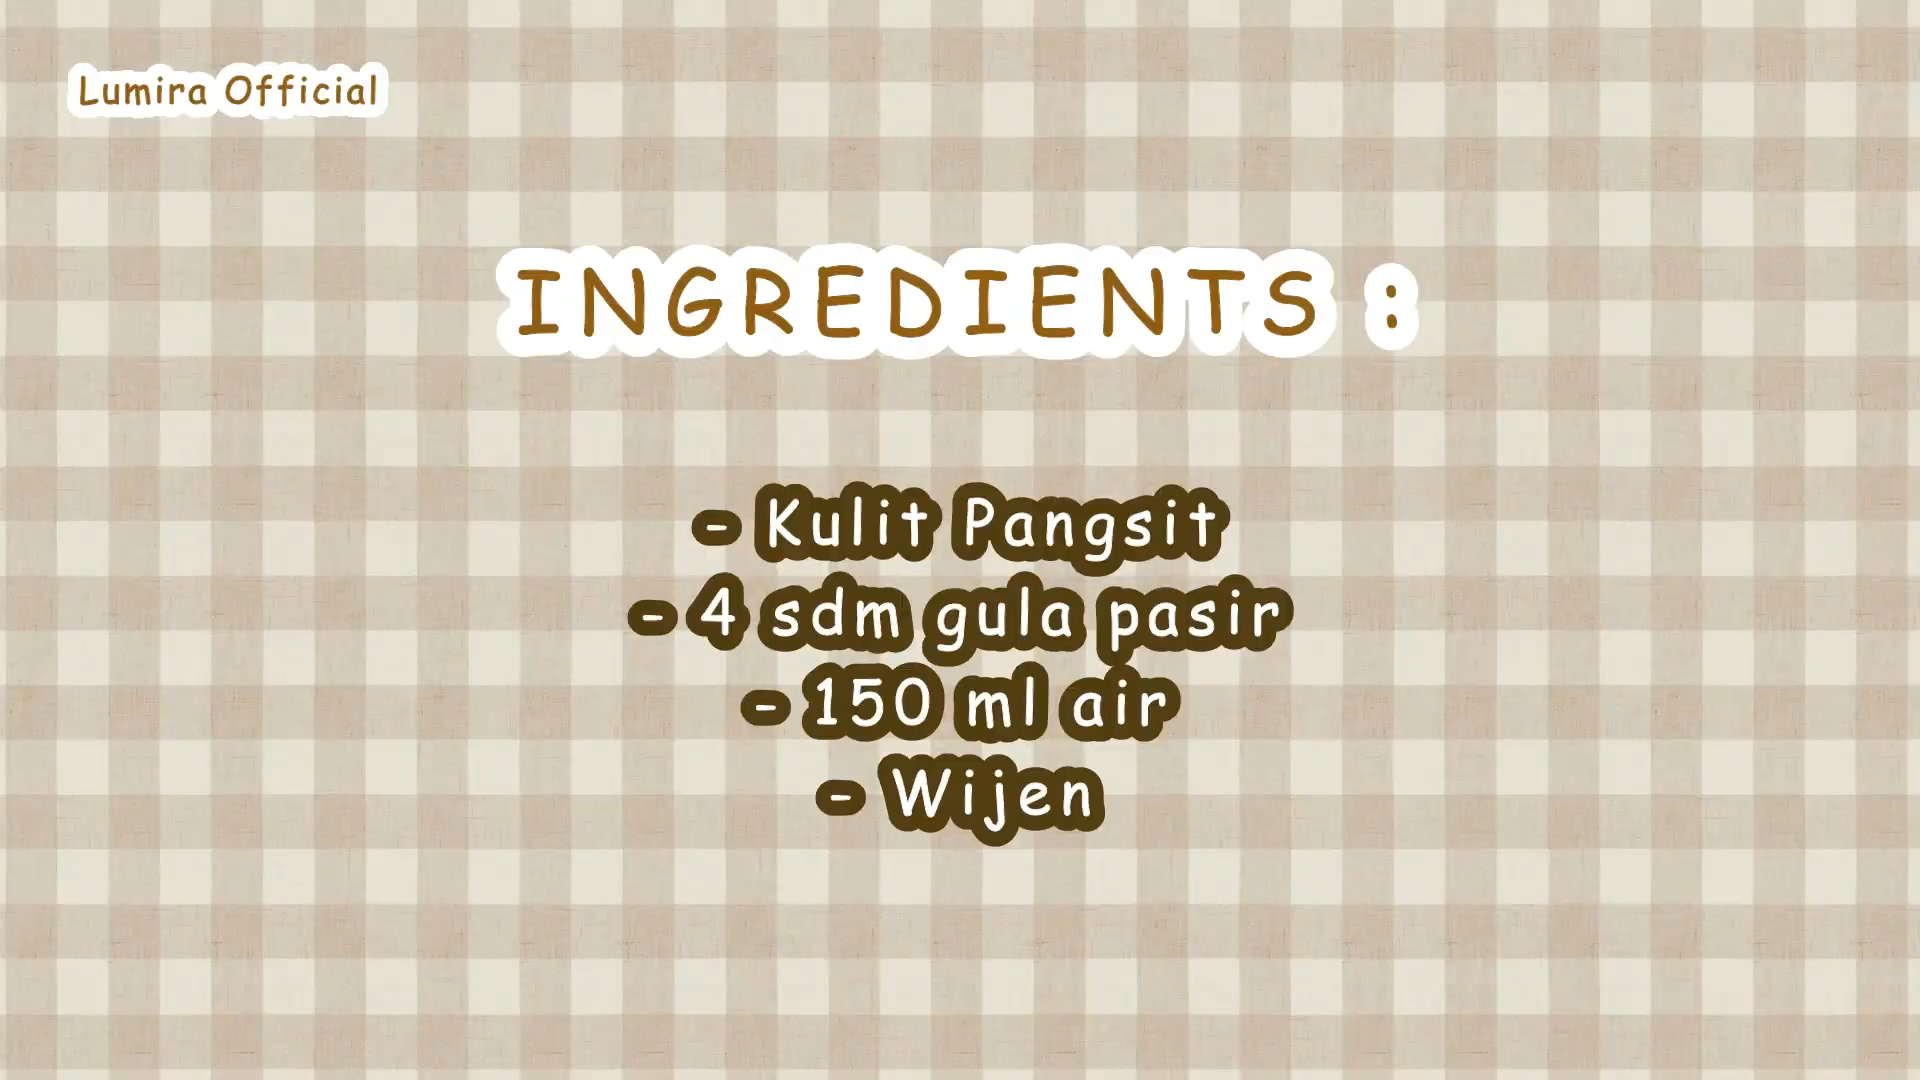 Lumira Official
INGREDIENTS :
- Kulit Pangsit
- 4 sdm gula pasir
- 150 ml air
- Wijen